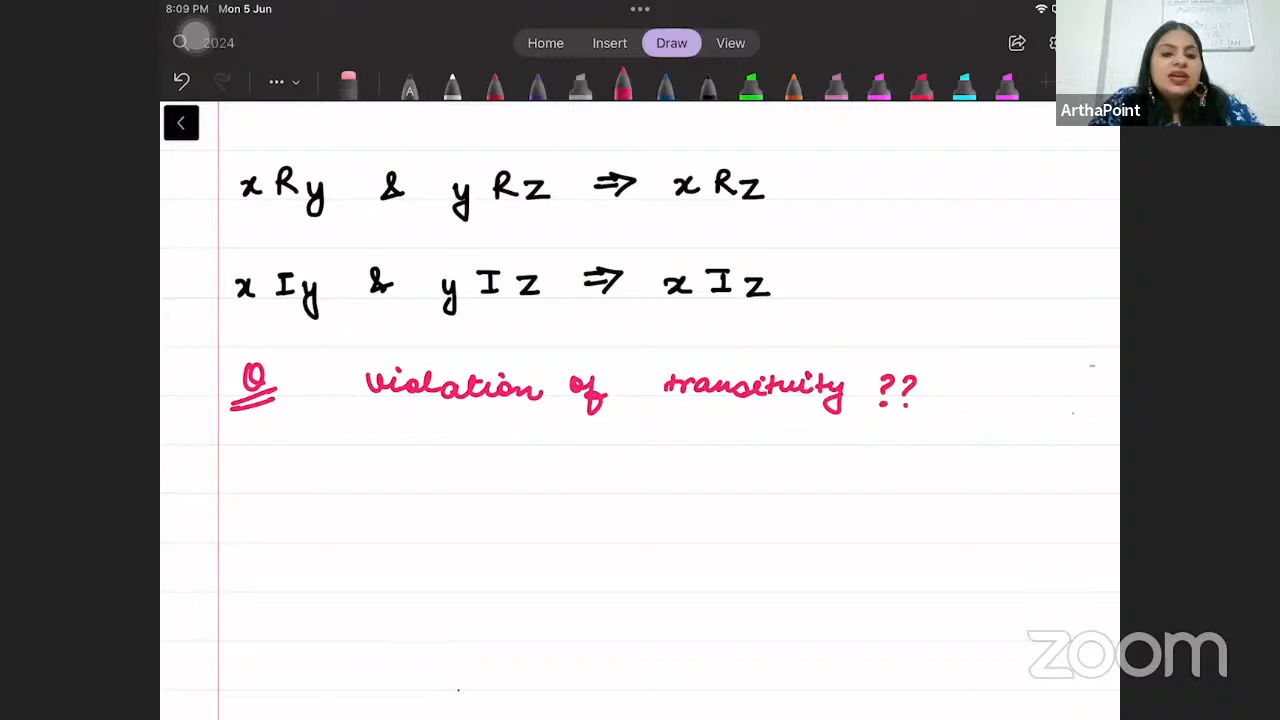 8:09 PM Mon 5 Jun
2024
Home Insert Draw View
A
ArthaPoint
x R y & y R z ⇒ x R z
x I y & y I z ⇒ x I z
Q violation of transitivity ??
zoom